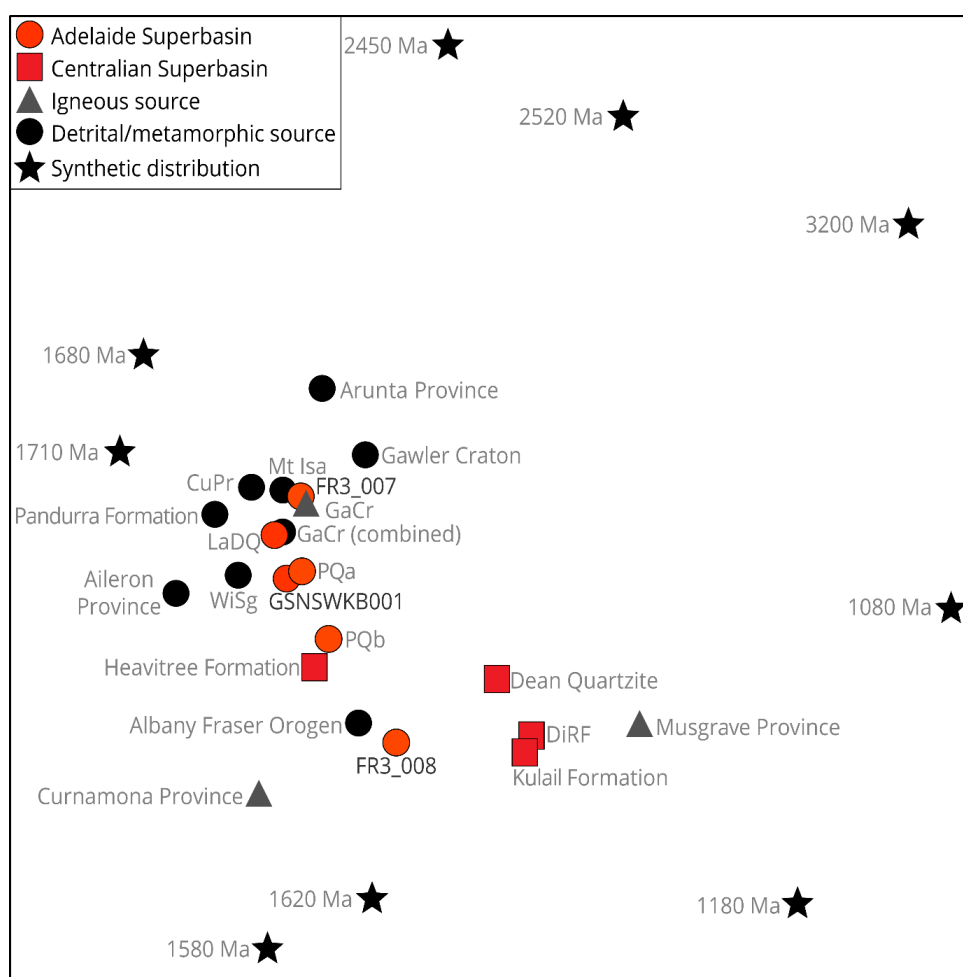 Adelaide Superbasin
Centralian Superbasin
Igneous source
Detrital/metamorphic source
Synthetic distribution
2450 Ma
2520 Ma
3200 Ma
1680 Ma
Arunta Province
1710 Ma
Gawler Craton
Mt Isa
CuPr
FR3_007
GaCr
Pandurra Formation
LaDQ
GaCr (combined)
PQa
Aileron
Province
WiSg
GSNSWKB001
1080 Ma
PQb
Heavitree Formation
Dean Quartzite
Albany Fraser Orogen
Musgrave Province
DiRF
FR3_008
Kulail Formation
Curnamona Province
1620 Ma
1180 Ma
1580 Ma